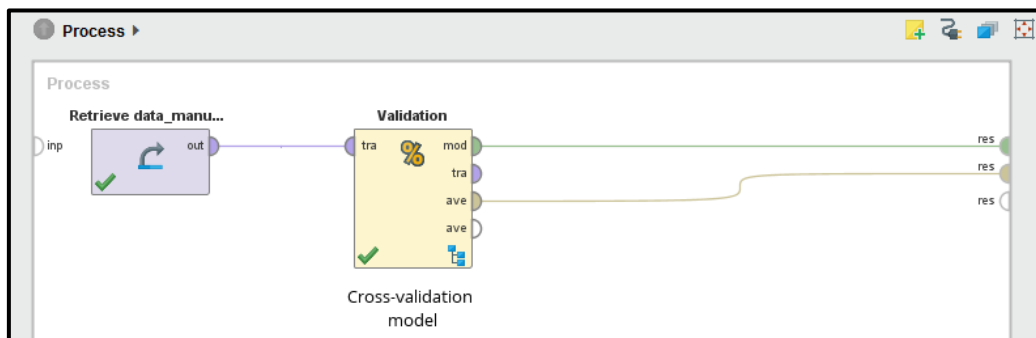 Process
Process
Retrieve data_manu...
Validation
inp
out
tra
mod
tra
ave
ave
res
res
res
Cross-validation
model